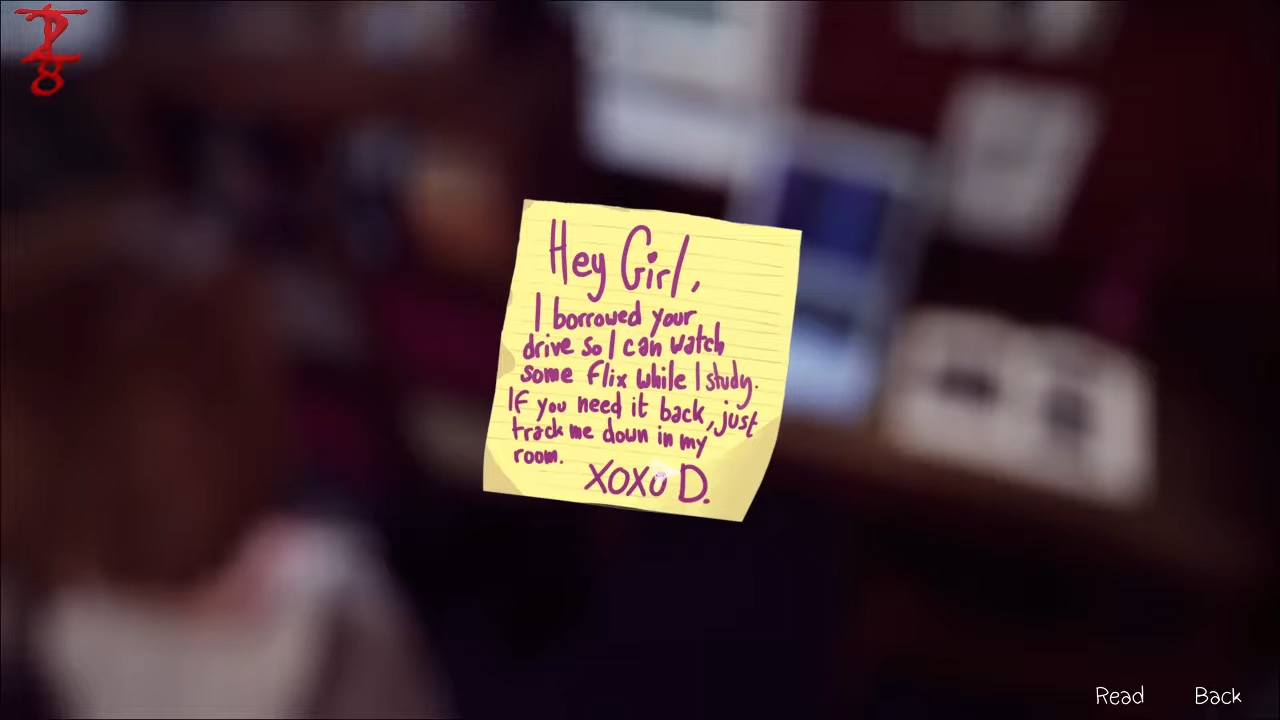 Hey Girl,
I borrowed your
drive so I can watch
some flix while I study.
If you need it back, just
track me down in my
room.
XOXO D.
Read Back